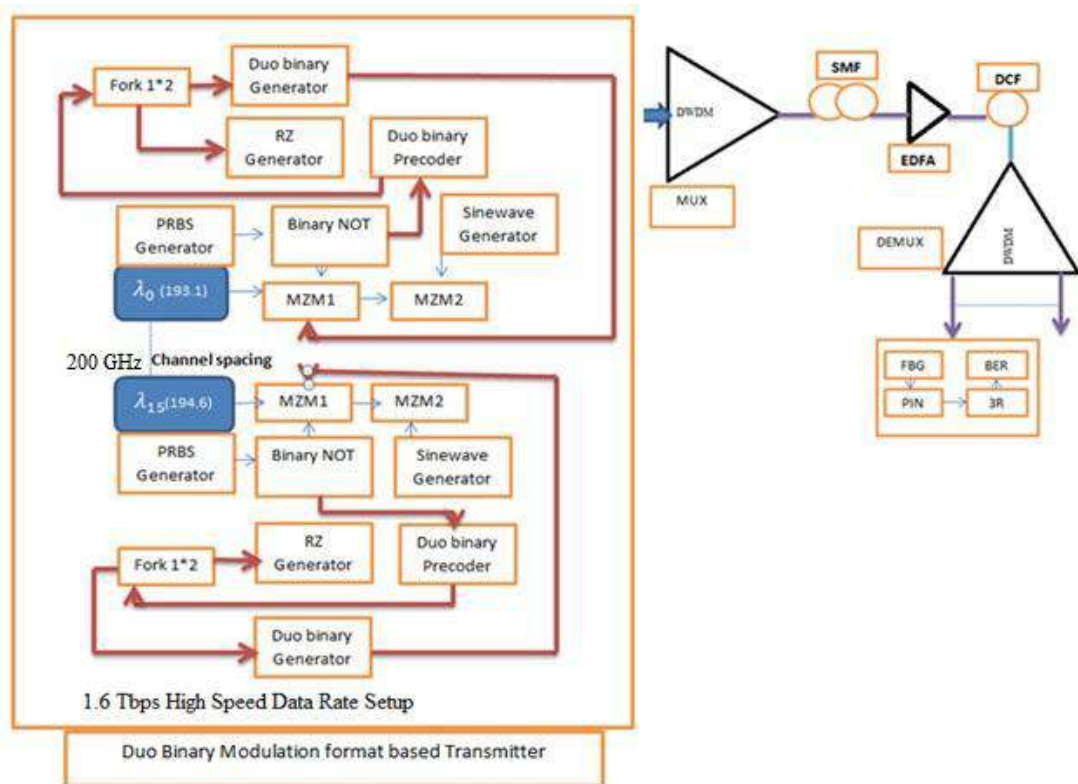 Fork 1*2
Duo binary
Generator
RZ
Generator
Duo binary
Precoder
PRBS
Generator
Binary NOT
Sinewave
Generator
λ0 (193.1)
MZM1
MZM2
200 GHz Channel spacing
λ15(194.6)
MZM1
MZM2
PRBS
Generator
Binary NOT
Sinewave
Generator
Fork 1*2
RZ
Generator
Duo binary
Precoder
Duo binary
Generator
1.6 Tbps High Speed Data Rate Setup
Duo Binary Modulation format based Transmitter
DWDM
MUX
SMF
EDFA
DCF
DEMUX
DWDM
FBG
BER
PIN
3R